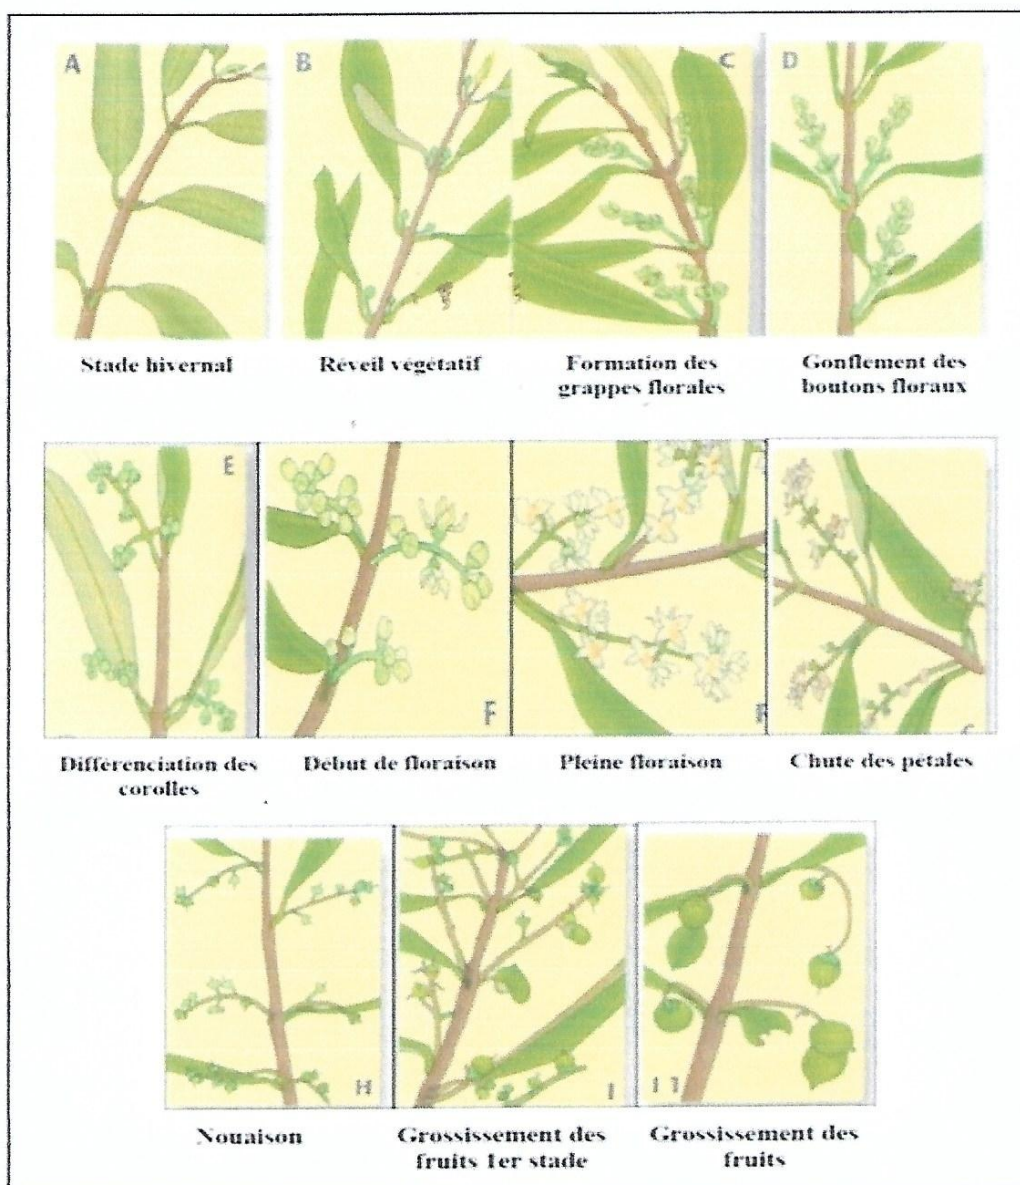 A B C D
Stade hivernal
Réveil végétatif
Formation des
grappes florales
Gonflement des
boutons floraux
E F F
Différenciation des
corolles
Début de floraison
Pleine floraison
Chute des pétales
H I I 1
Nouaison
Grossissement des
fruits 1er stade
Grossissement des
fruits